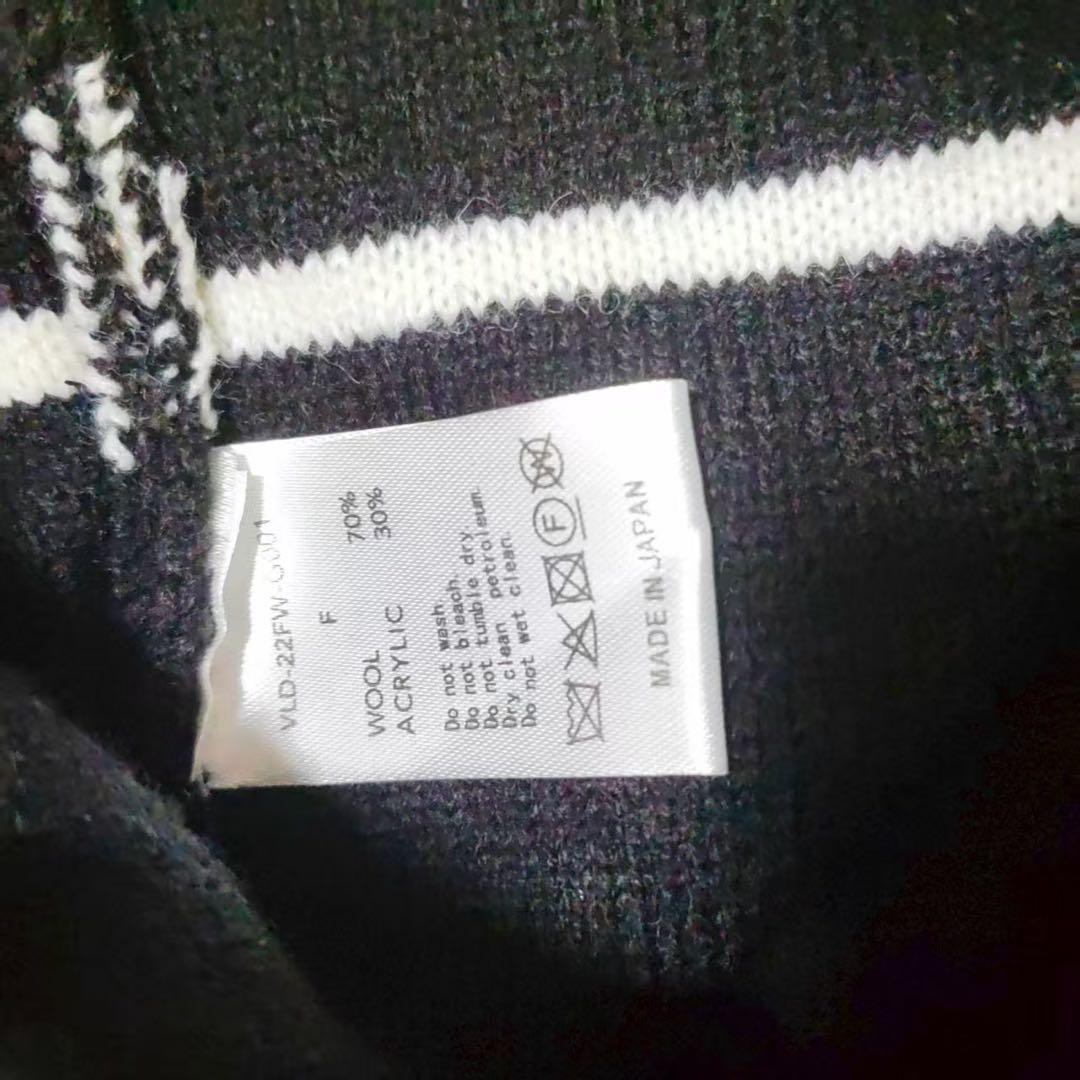 VLD-22FW-G001
F
WOOL 70%
ACRYLIC 30%
Do not wash
Do not bleach.
Do not tumble dry
Dry clean petroleum.
Do not wet clean.
F W
MADE IN JAPAN